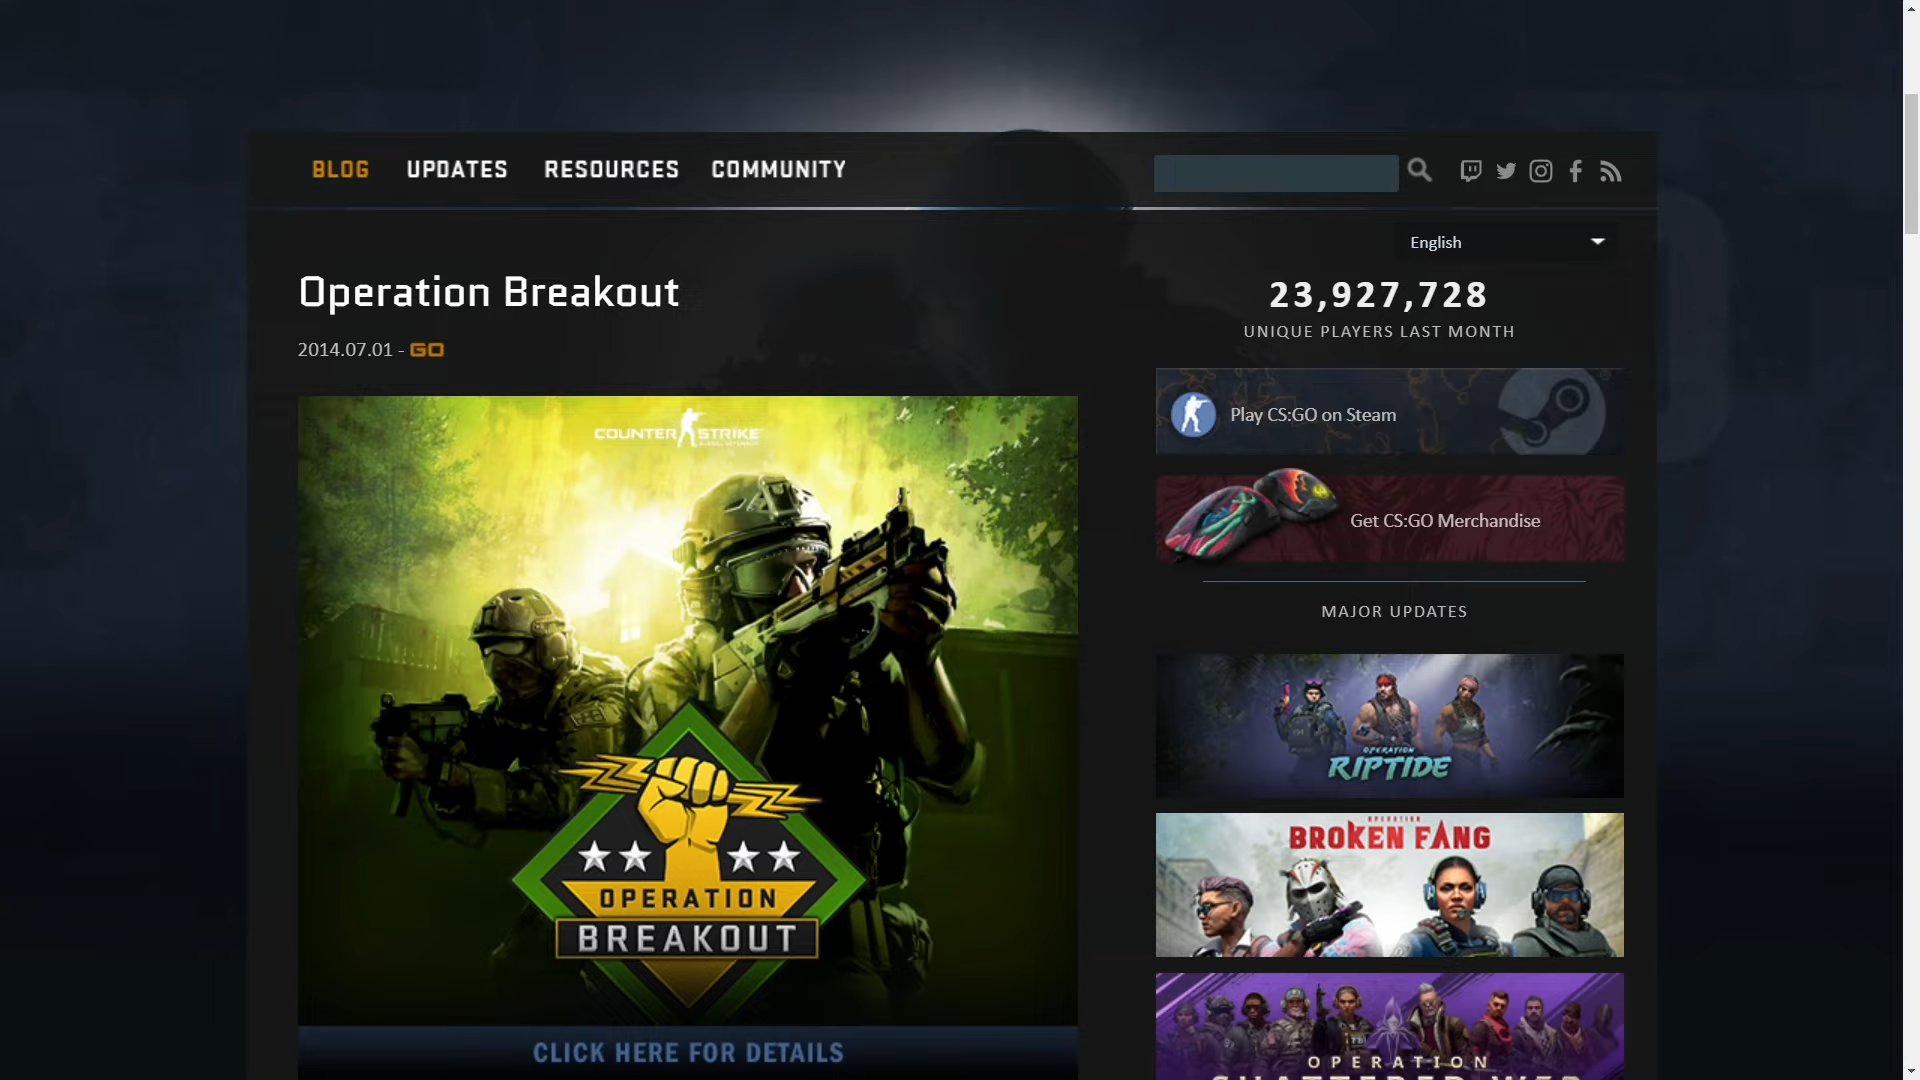 BLOG UPDATES RESOURCES COMMUNITY
English
Operation Breakout
2014.07.01 - GO
COUNTER STRIKE
OPERATION
BREAKOUT
CLICK HERE FOR DETAILS
23,927,728
UNIQUE PLAYERS LAST MONTH
Play CS:GO on Steam
Get CS:GO Merchandise
MAJOR UPDATES
OPERATION
RIPTIDE
OPERATION
BROKEN FANG
OPERATION